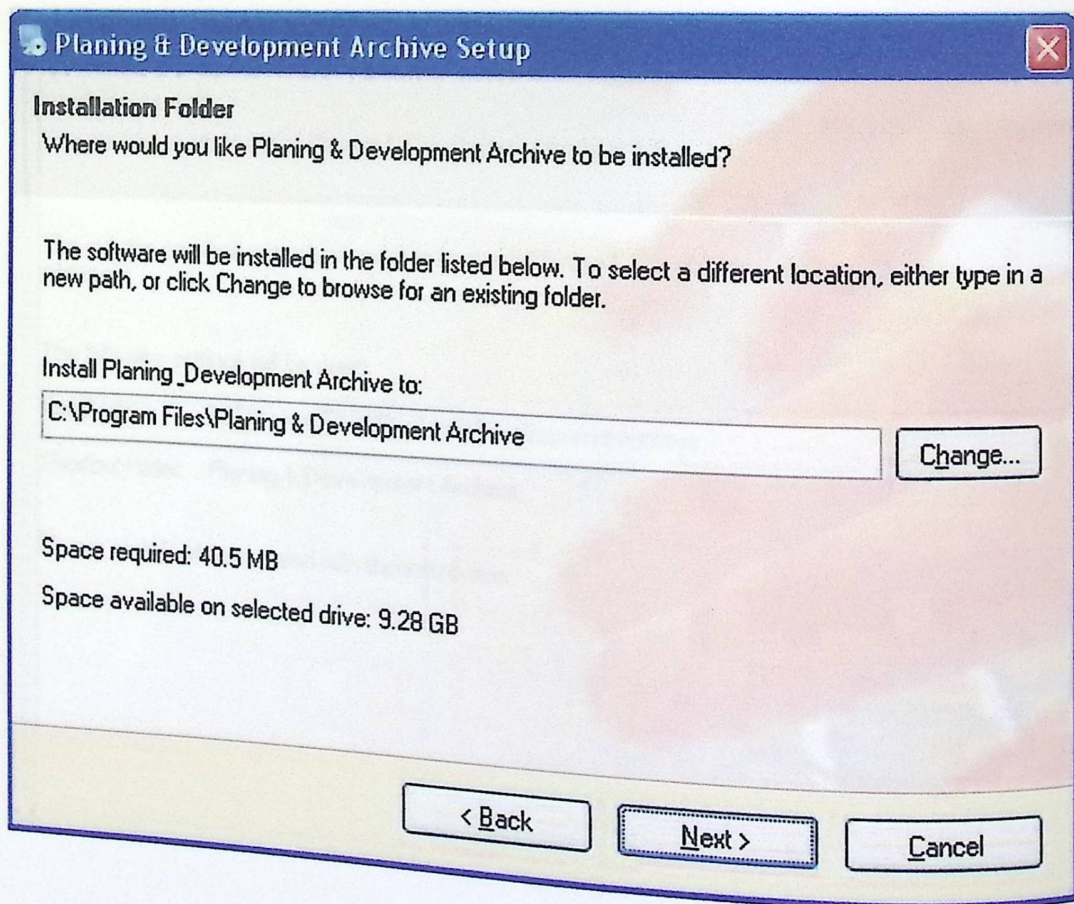 Planing & Development Archive Setup
Installation Folder
Where would you like Planing & Development Archive to be installed?
The software will be installed in the folder listed below. To select a different location, either type in a
new path, or click Change to browse for an existing folder.
Install Planing _Development Archive to:
C:\Program Files\Planing & Development Archive
Change...
Space required: 40.5 MB
Space available on selected drive: 9.28 GB
< Back
Next >
Cancel